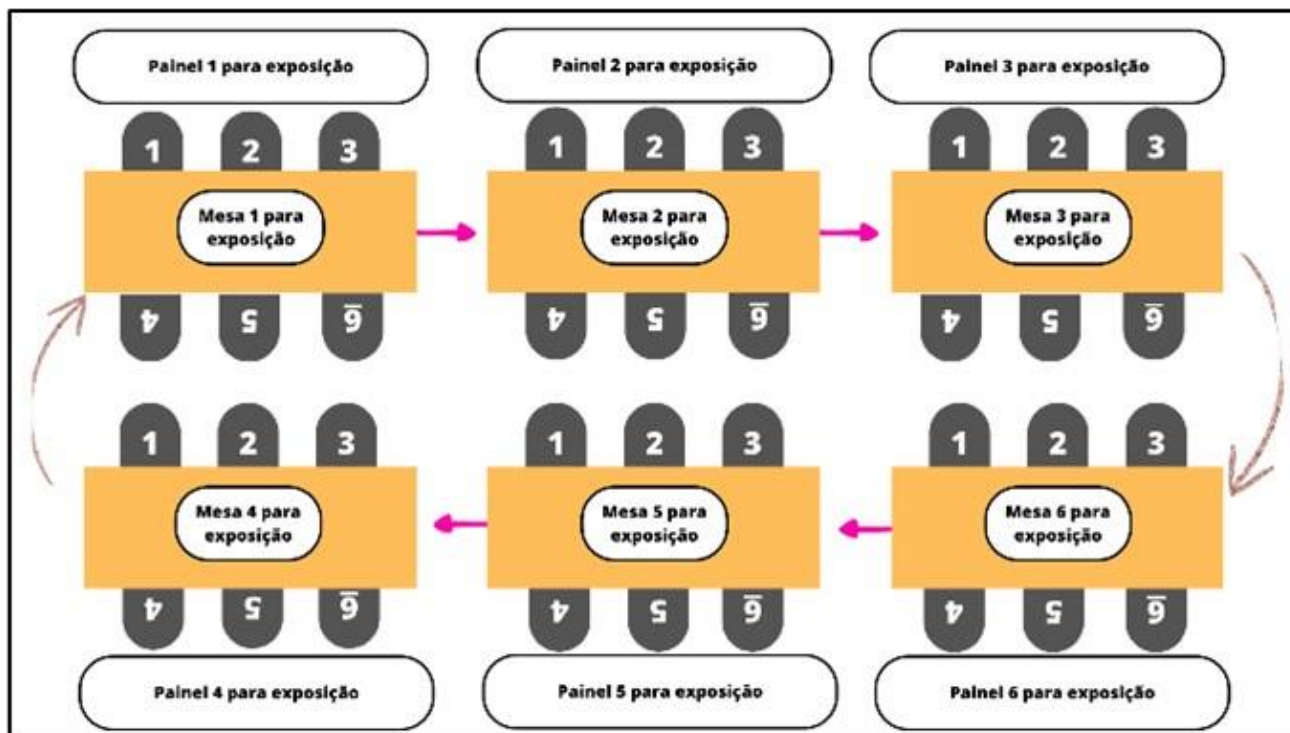 Painel 1 para exposição
Painel 2 para exposição
Painel 3 para exposição
1 2 3
1 2 3
1 2 3
Mesa 1 para
exposição
Mesa 2 para
exposição
Mesa 3 para
exposição
4 5 6
4 5 6
4 5 6
1 2 3
1 2 3
1 2 3
Mesa 4 para
exposição
Mesa 5 para
exposição
Mesa 6 para
exposição
4 5 6
4 5 6
4 5 6
Painel 4 para exposição
Painel 5 para exposição
Painel 6 para exposição